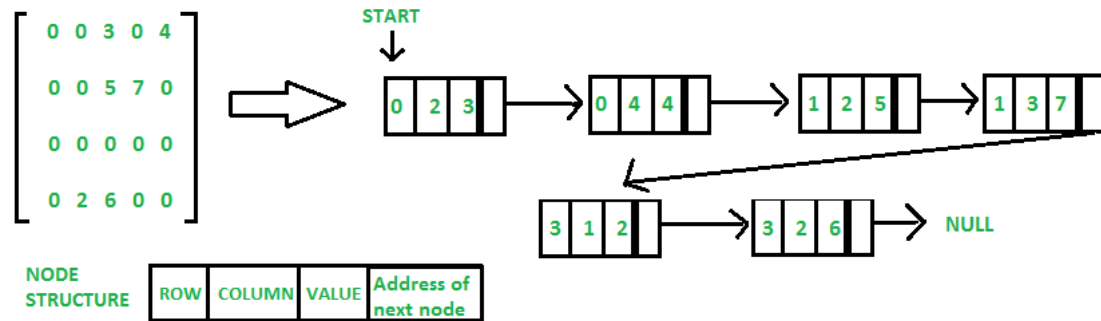 START
0 0 3 0 4
0 0 5 7 0
0 0 0 0 0
0 2 6 0 0
0 2 3
0 4 4
1 2 5
1 3 7
3 1 2
3 2 6
NULL
NODE
STRUCTURE
ROW
COLUMN
VALUE
Address of
next node